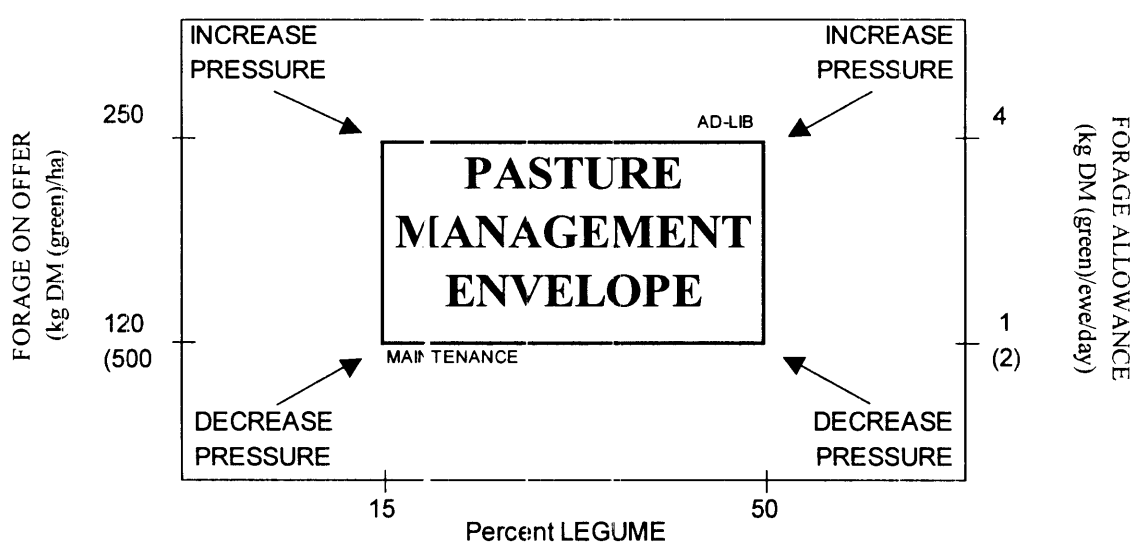 INCREASE
PRESSURE
INCREASE
PRESSURE
250
AD-LIB
4
FORAGE ON OFFER
(kg DM (green)/ha)
PASTURE
MANAGEMENT
ENVELOPE
FORAGE ALLOWANCE
(kg DM (green)/ewe/day)
120
(500
1
(2)
MAINTENANCE
DECREASE
PRESSURE
DECREASE
PRESSURE
15
50
Percent LEGUME